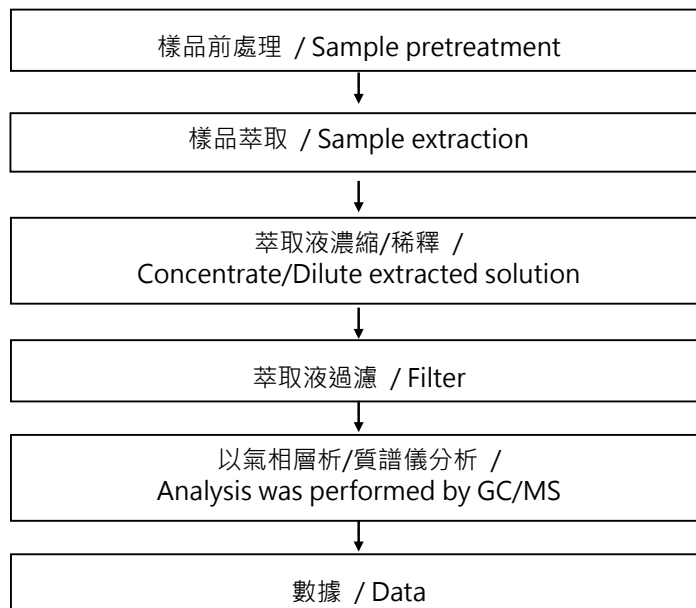 樣品前處理 / Sample pretreatment
樣品萃取 / Sample extraction
萃取液濃縮/稀釋 /
Concentrate/Dilute extracted solution
萃取液過濾 / Filter
以氣相層析/質譜儀分析 /
Analysis was performed by GC/MS
數據 / Data